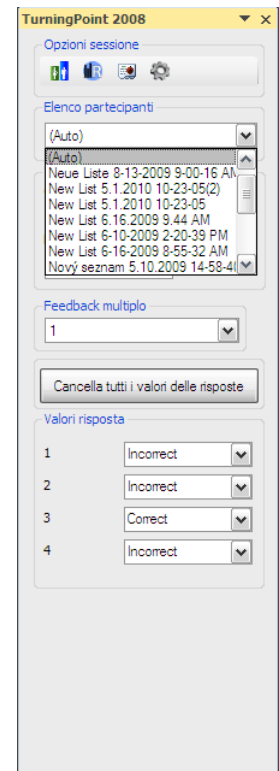 TurningPoint 2008
Opzioni sessione
Elenco partecipanti
(Auto)
(Auto)
Neue Liste 8-13-2009 9-00-16 AM
New List 5.1.2010 10-23-05(2)
New List 5.1.2010 10-23-05
New List 6.16.2009 9.44 AM
New List 6-10-2009 2-20-39 PM
New List 6-16-2009 8-55-32 AM
Nový seznam 5.10.2009 14-58-4
Feedback multiplo
1
Cancella tutti i valori delle risposte
Valori risposta
1 Incorrect
2 Incorrect
3 Correct
4 Incorrect